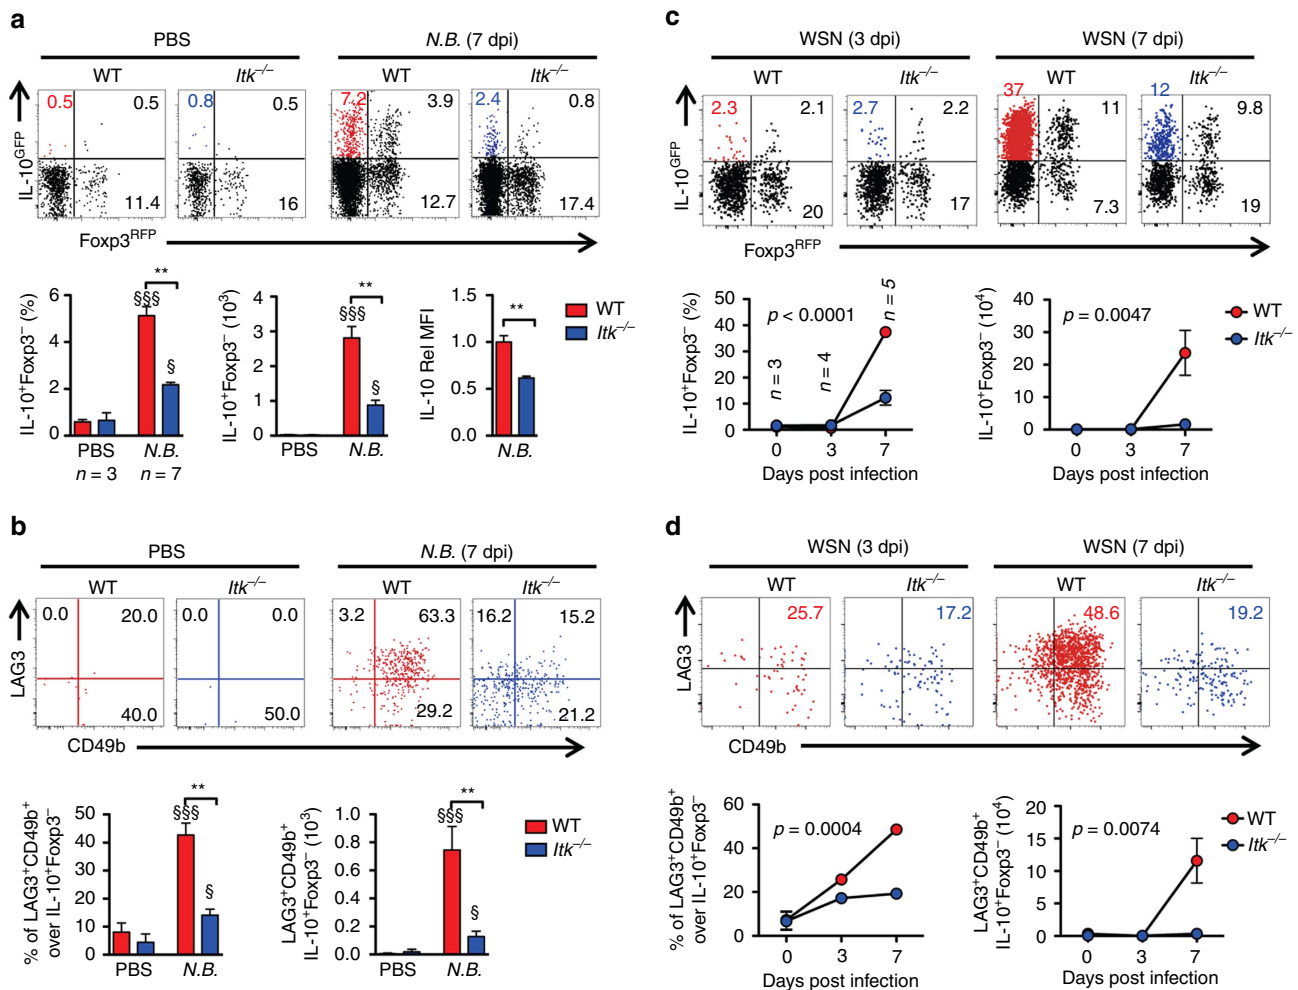 a
PBS
N.B. (7 dpi)
WT
Itk⁻/⁻
WT
Itk⁻/⁻
0.5
0.5
0.8
0.5
7.2
3.9
2.4
0.8
11.4
16
12.7
17.4
IL-10ᴳᶠᴾ
Foxp3ᴿᶠᴾ
IL-10⁺Foxp3⁻ (%)
6
4
2
0
§§§
**
§
PBS
N.B.
n = 3
n = 7
IL-10⁺Foxp3⁻ (10³)
4
3
2
1
0
§§§
**
§
PBS
N.B.
IL-10 Rel MFI
1.5
1.0
0.5
0.0
**
N.B.
WT
Itk⁻/⁻
b
PBS
N.B. (7 dpi)
WT
Itk⁻/⁻
WT
Itk⁻/⁻
0.0
20.0
0.0
0.0
3.2
63.3
16.2
15.2
40.0
50.0
29.2
21.2
LAG3
CD49b
% of LAG3⁺CD49b⁺
over IL-10⁺Foxp3⁻
50
40
30
20
10
0
§§§
**
§
PBS
N.B.
LAG3⁺CD49b⁺
IL-10⁺Foxp3⁻ (10³)
1.0
0.8
0.6
0.4
0.2
0.0
§§§
**
§
PBS
N.B.
WT
Itk⁻/⁻
c
WSN (3 dpi)
WSN (7 dpi)
WT
Itk⁻/⁻
WT
Itk⁻/⁻
2.3
2.1
2.7
2.2
37
11
12
9.8
20
17
7.3
19
IL-10ᴳᶠᴾ
Foxp3ᴿᶠᴾ
IL-10⁺Foxp3⁻ (%)
50
40
30
20
10
0
p < 0.0001
n = 3
n = 4
n = 5
0
3
7
Days post infection
IL-10⁺Foxp3⁻ (10⁴)
40
30
20
10
0
p = 0.0047
0
3
7
Days post infection
WT
Itk⁻/⁻
d
WSN (3 dpi)
WSN (7 dpi)
WT
Itk⁻/⁻
WT
Itk⁻/⁻
25.7
17.2
48.6
19.2
LAG3
CD49b
% of LAG3⁺CD49b⁺
over IL-10⁺Foxp3⁻
60
40
20
0
p = 0.0004
0
3
7
Days post infection
LAG3⁺CD49b⁺
IL-10⁺Foxp3⁻ (10⁴)
20
15
10
5
0
p = 0.0074
0
3
7
Days post infection
WT
Itk⁻/⁻